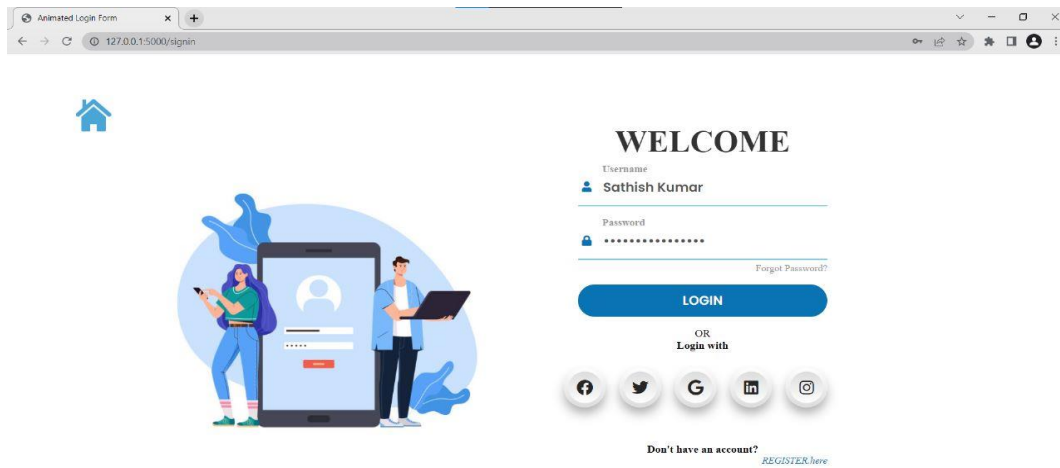 Animated Login Form
127.0.0.1:5000/signin
WELCOME
Username
Sathish Kumar
Password
••••••••••••••••
Forgot Password?
LOGIN
OR
Login with
Don't have an account?
REGISTER here